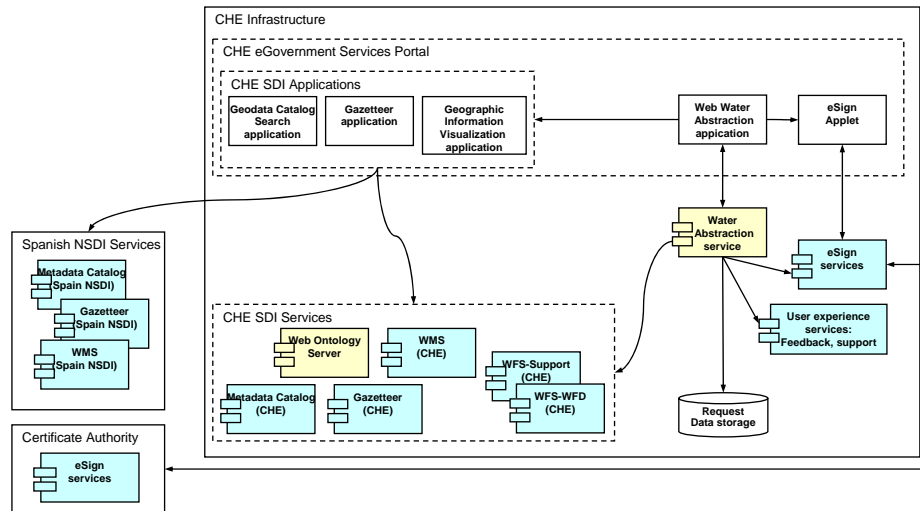 CHE Infrastructure
CHE eGovernment Services Portal
CHE SDI Applications
Geodata Catalog
Search
application
Gazetteer
application
Geographic
Information
Visualization
application
Web Water
Abstraction
appication
eSign
Applet
Water
Abstraction
service
eSign
services
User experience
services:
Feedback, support
Request
Data storage
Spanish NSDI Services
Metadata Catalog
(Spain NSDI)
Gazetteer
(Spain NSDI)
WMS
(Spain NSDI)
CHE SDI Services
Web Ontology
Server
WMS
(CHE)
WFS-Support
(CHE)
WFS-WFD
(CHE)
Metadata Catalog
(CHE)
Gazetteer
(CHE)
Certificate Authority
eSign
services